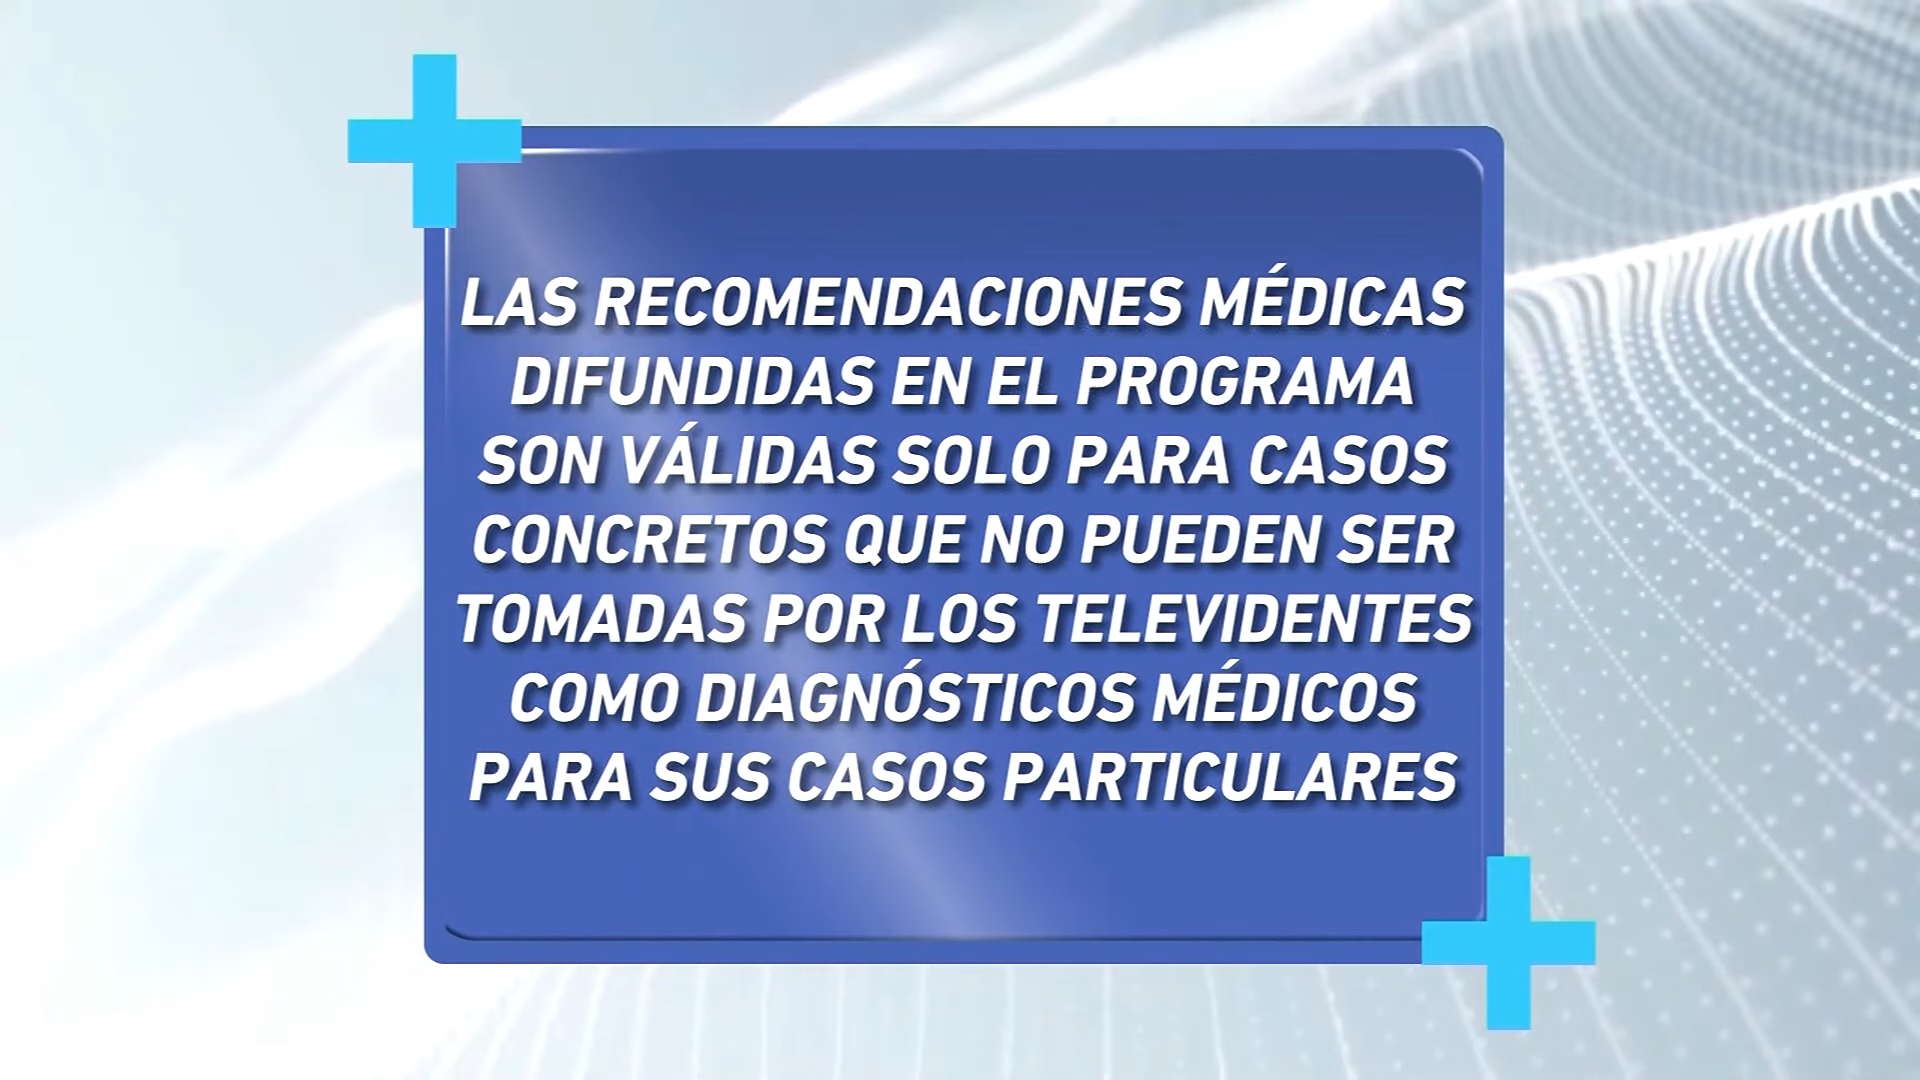 LAS RECOMENDACIONES MÉDICAS
DIFUNDIDAS EN EL PROGRAMA
SON VÁLIDAS SOLO PARA CASOS
CONCRETOS QUE NO PUEDEN SER
TOMADAS POR LOS TELEVIDENTES
COMO DIAGNÓSTICOS MÉDICOS
PARA SUS CASOS PARTICULARES